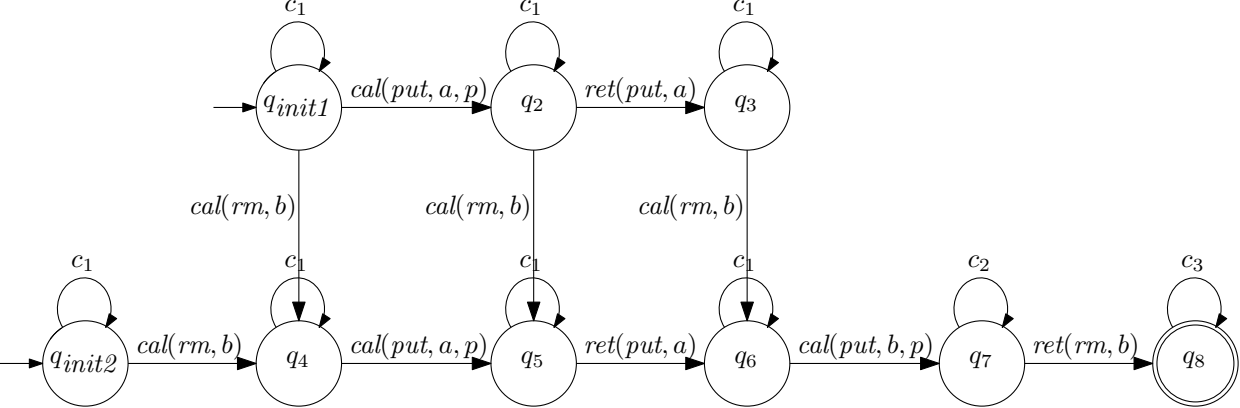 c₁ c₁ c₁
q_init1 cal(put, a, p) q₂ ret(put, a) q₃
cal(rm, b) cal(rm, b) cal(rm, b)
c₁ c₁ c₁ c₁ c₂ c₃
q_init2 cal(rm, b) q₄ cal(put, a, p) q₅ ret(put, a) q₆ cal(put, b, p) q₇ ret(rm, b) q₈